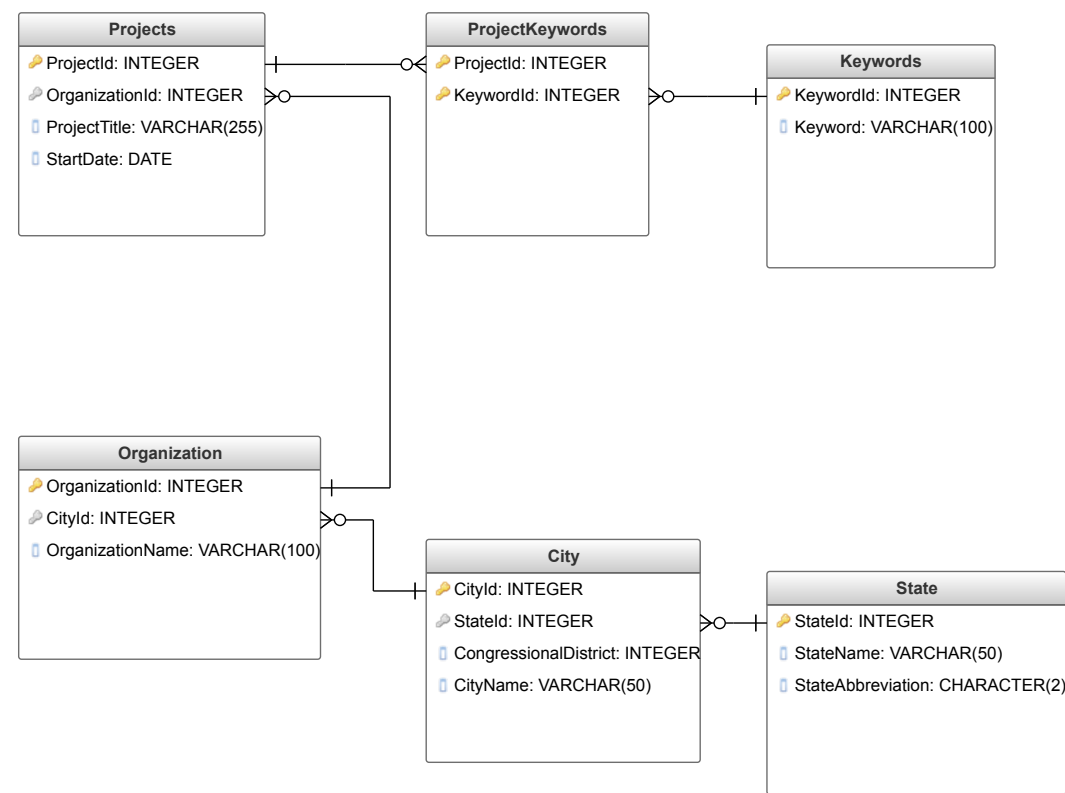 Projects
ProjectId: INTEGER
OrganizationId: INTEGER
ProjectTitle: VARCHAR(255)
StartDate: DATE
ProjectKeywords
ProjectId: INTEGER
KeywordId: INTEGER
Keywords
KeywordId: INTEGER
Keyword: VARCHAR(100)
Organization
OrganizationId: INTEGER
CityId: INTEGER
OrganizationName: VARCHAR(100)
City
CityId: INTEGER
StateId: INTEGER
CongressionalDistrict: INTEGER
CityName: VARCHAR(50)
State
StateId: INTEGER
StateName: VARCHAR(50)
StateAbbreviation: CHARACTER(2)